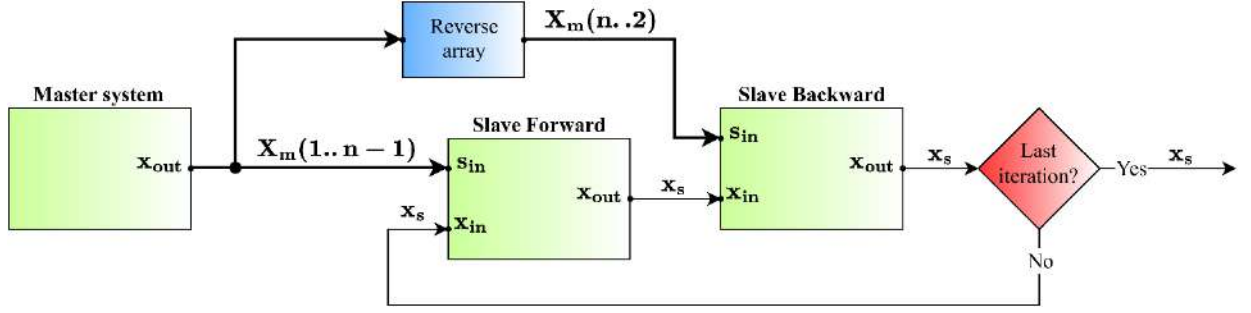 Reverse
array
X_m(n. .2)
Master system
x_out
X_m(1. . n − 1)
Slave Forward
s_in
x_out
x_s
x_s
x_in
Slave Backward
s_in
x_out
x_in
x_s
Last
iteration?
Yes
x_s
No